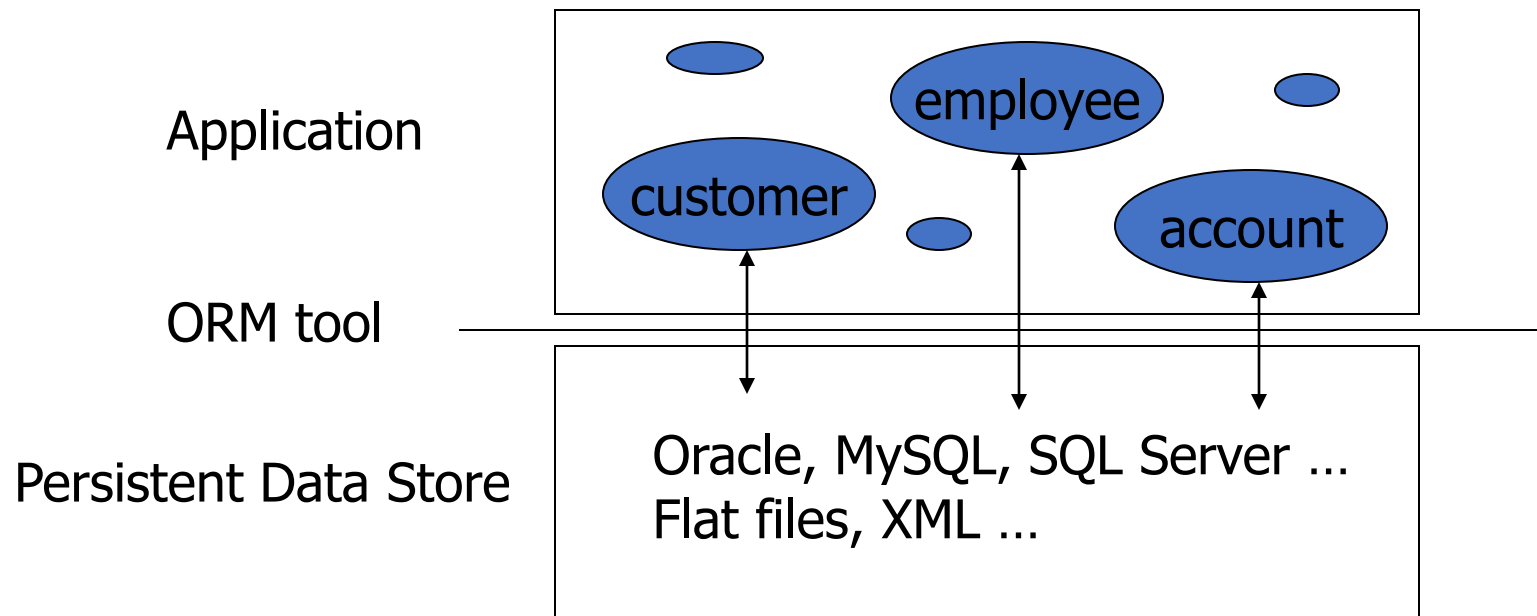 Application
employee
customer
account
ORM tool
Persistent Data Store
Oracle, MySQL, SQL Server …
Flat files, XML …